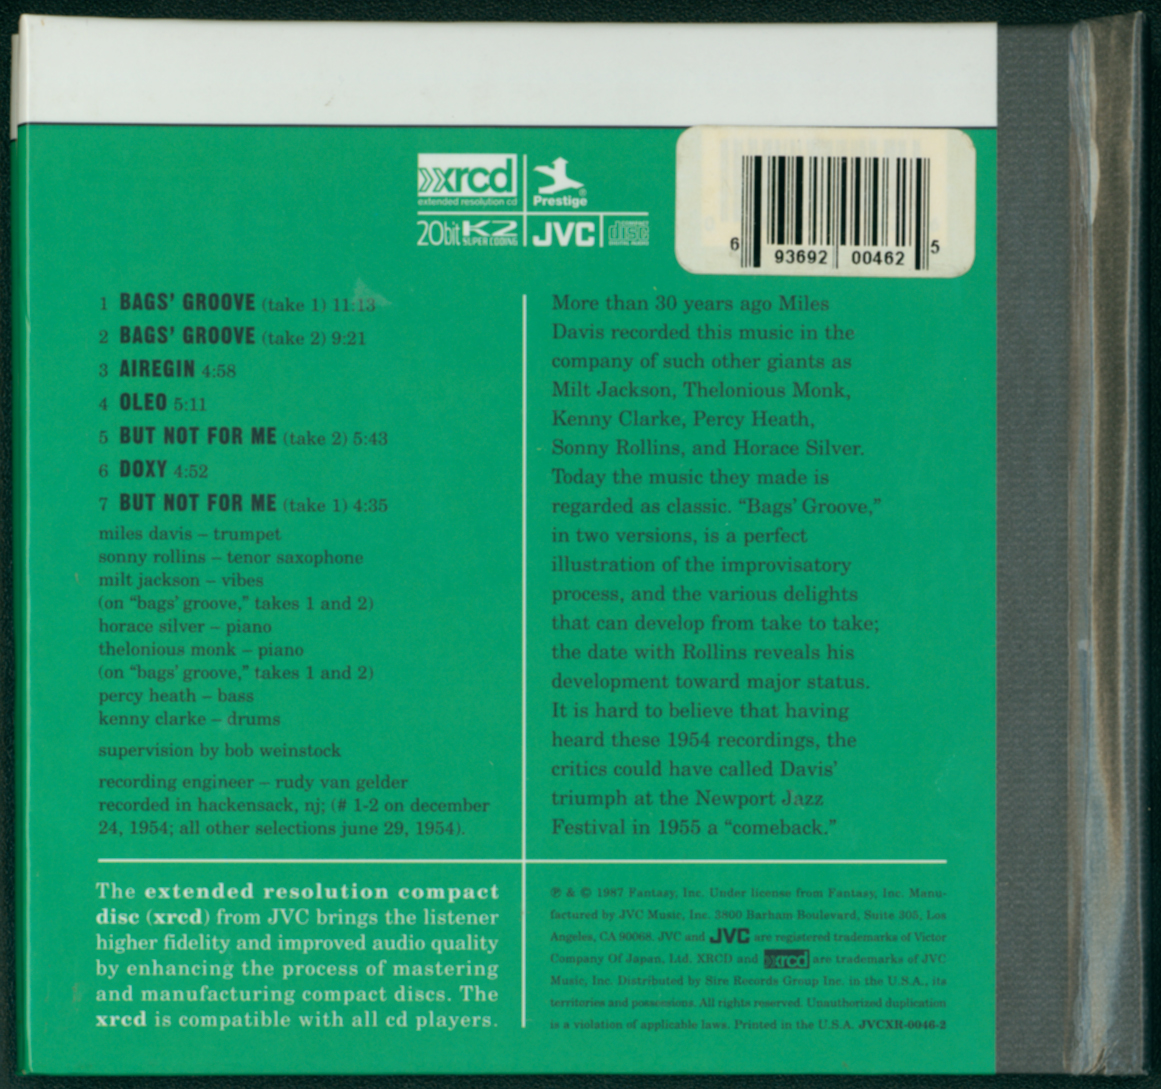 xrcd
extended resolution cd
Prestige
®
20bit K2
SUPER CODING
JVC
COMPACT
disc
DIGITAL AUDIO
6 93692 00462 5
1 BAGS' GROOVE (take 1) 11:13
2 BAGS' GROOVE (take 2) 9:21
3 AIREGIN 4:58
4 OLEO 5:11
5 BUT NOT FOR ME (take 2) 5:43
6 DOXY 4:52
7 BUT NOT FOR ME (take 1) 4:35
miles davis – trumpet
sonny rollins – tenor saxophone
milt jackson – vibes
(on “bags' groove,” takes 1 and 2)
horace silver – piano
thelonious monk – piano
(on “bags' groove,” takes 1 and 2)
percy heath – bass
kenny clarke – drums
supervision by bob weinstock
recording engineer – rudy van gelder
recorded in hackensack, nj; (# 1-2 on december
24, 1954; all other selections june 29, 1954).
More than 30 years ago Miles
Davis recorded this music in the
company of such other giants as
Milt Jackson, Thelonious Monk,
Kenny Clarke, Percy Heath,
Sonny Rollins, and Horace Silver.
Today the music they made is
regarded as classic. “Bags' Groove,”
in two versions, is a perfect
illustration of the improvisatory
process, and the various delights
that can develop from take to take;
the date with Rollins reveals his
development toward major status.
It is hard to believe that having
heard these 1954 recordings, the
critics could have called Davis'
triumph at the Newport Jazz
Festival in 1955 a “comeback.”
The extended resolution compact
disc (xrcd) from JVC brings the listener
higher fidelity and improved audio quality
by enhancing the process of mastering
and manufacturing compact discs. The
xrcd is compatible with all cd players.
℗ & © 1987 Fantasy, Inc. Under license from Fantasy, Inc. Manu-
factured by JVC Music, Inc. 3800 Barham Boulevard, Suite 305, Los
Angeles, CA 90068. JVC and JVC are registered trademarks of Victor
Company Of Japan, Ltd. XRCD and xrcd are trademarks of JVC
Music, Inc. Distributed by Sire Records Group Inc. in the U.S.A., its
territories and possessions. All rights reserved. Unauthorized duplication
is a violation of applicable laws. Printed in the U.S.A. JVCXR-0046-2